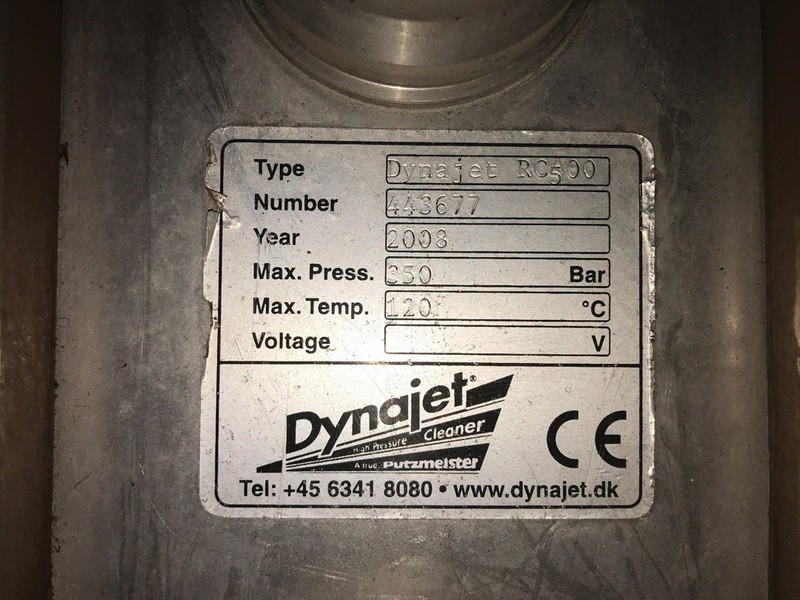 Type Dynajet RC500
Number 443677
Year 2008
Max. Press. 350 Bar
Max. Temp. 120 °C
Voltage V
Dynajet®
High Pressure Cleaner
A true Putzmeister
CE
Tel: +45 6341 8080 • www.dynajet.dk